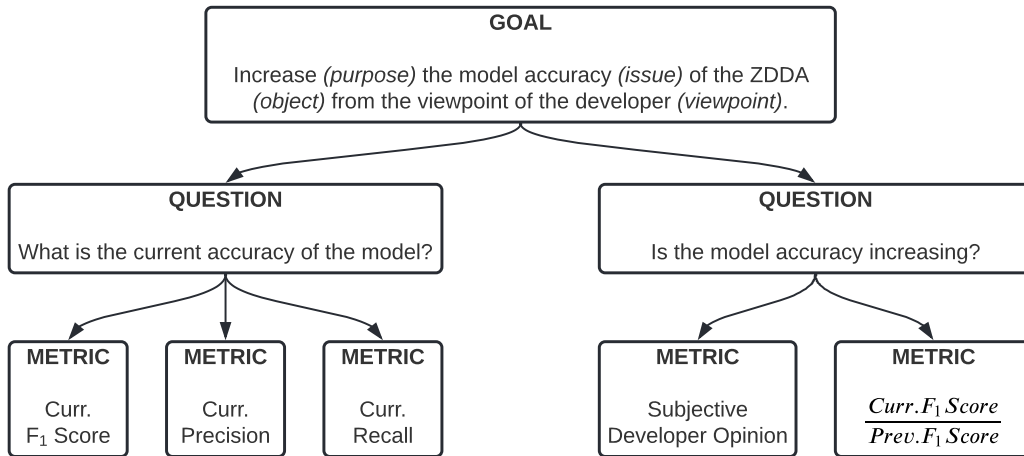 GOAL
Increase (purpose) the model accuracy (issue) of the ZDDA
(object) from the viewpoint of the developer (viewpoint).
QUESTION
What is the current accuracy of the model?
QUESTION
Is the model accuracy increasing?
METRIC
Curr.
F₁ Score
METRIC
Curr.
Precision
METRIC
Curr.
Recall
METRIC
Subjective
Developer Opinion
METRIC
Curr.F₁ Score
Prev.F₁ Score